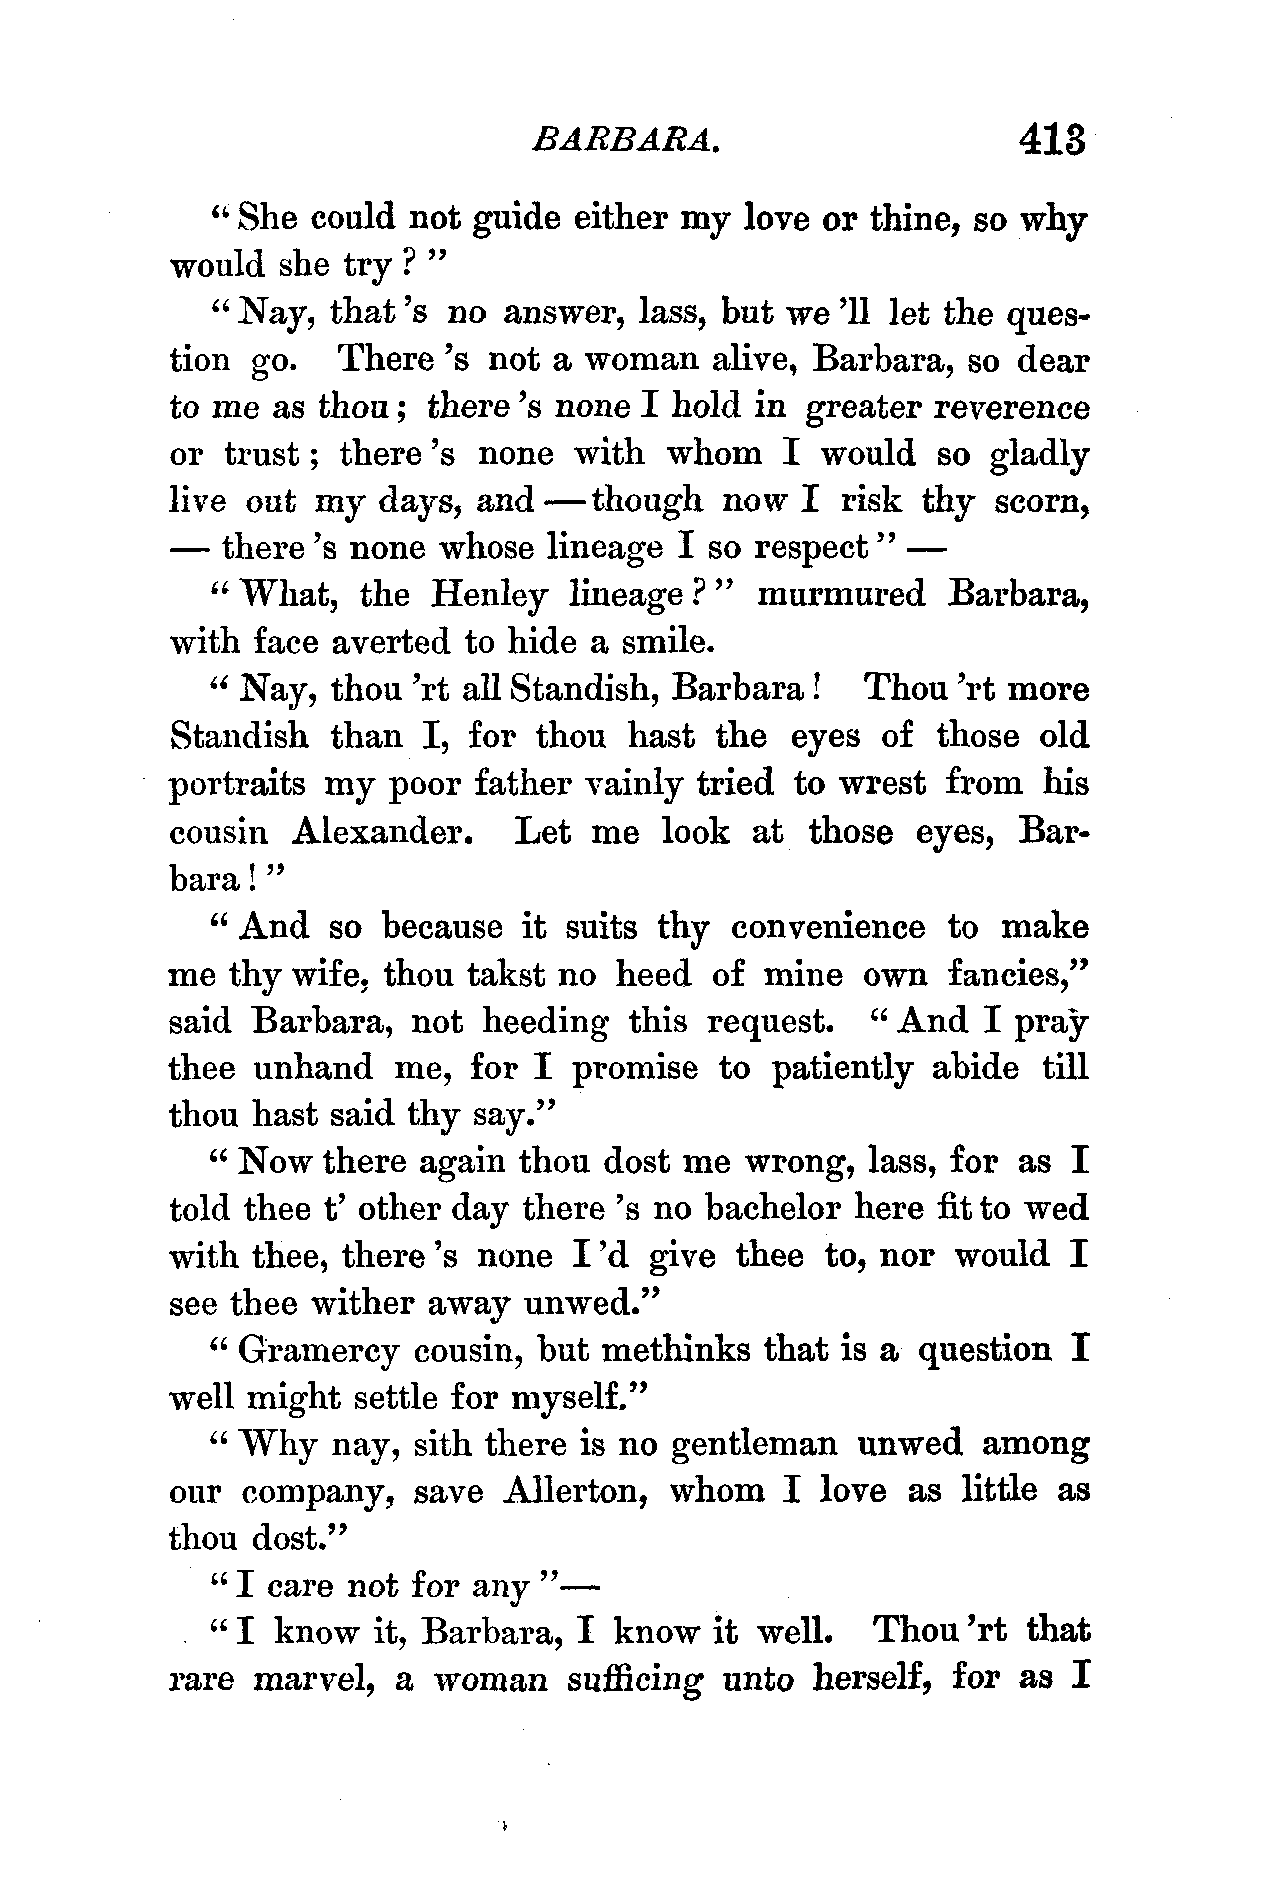 BARBARA. 413
“ She could not guide either my love or thine, so why
would she try ? ”
“ Nay, that 's no answer, lass, but we 'll let the ques-
tion go. There 's not a woman alive, Barbara, so dear
to me as thou ; there 's none I hold in greater reverence
or trust ; there 's none with whom I would so gladly
live out my days, and — though now I risk thy scorn,
— there 's none whose lineage I so respect ” —
“ What, the Henley lineage ? ” murmured Barbara,
with face averted to hide a smile.
“ Nay, thou 'rt all Standish, Barbara ! Thou 'rt more
Standish than I, for thou hast the eyes of those old
portraits my poor father vainly tried to wrest from his
cousin Alexander. Let me look at those eyes, Bar-
bara ! ”
“ And so because it suits thy convenience to make
me thy wife, thou takst no heed of mine own fancies,”
said Barbara, not heeding this request. “ And I pray
thee unhand me, for I promise to patiently abide till
thou hast said thy say.”
“ Now there again thou dost me wrong, lass, for as I
told thee t' other day there 's no bachelor here fit to wed
with thee, there 's none I 'd give thee to, nor would I
see thee wither away unwed.”
“ Gramercy cousin, but methinks that is a question I
well might settle for myself.”
“ Why nay, sith there is no gentleman unwed among
our company, save Allerton, whom I love as little as
thou dost.”
“ I care not for any ”—
“ I know it, Barbara, I know it well. Thou 'rt that
rare marvel, a woman sufficing unto herself, for as I